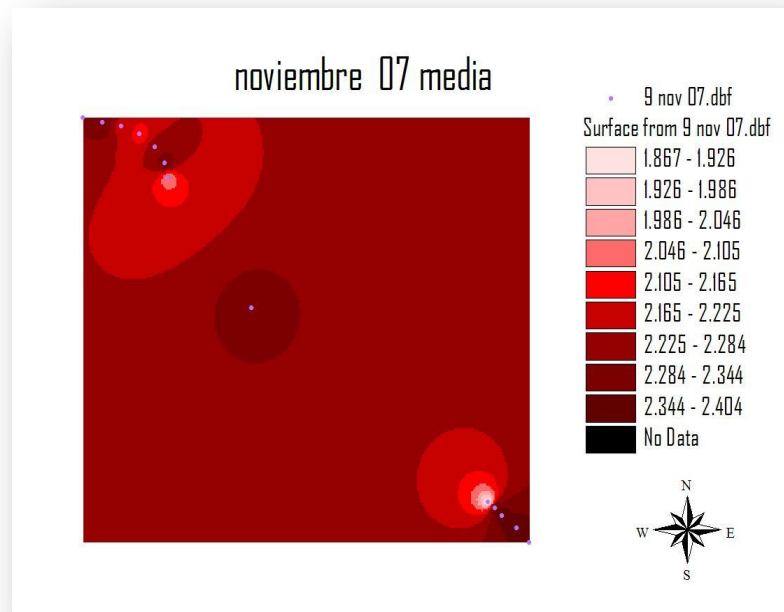 noviembre 07 media
9 nov 07.dbf
Surface from 9 nov 07.dbf
1.867 - 1.926
1.926 - 1.986
1.986 - 2.046
2.046 - 2.105
2.105 - 2.165
2.165 - 2.225
2.225 - 2.284
2.284 - 2.344
2.344 - 2.404
No Data
N
W E
S